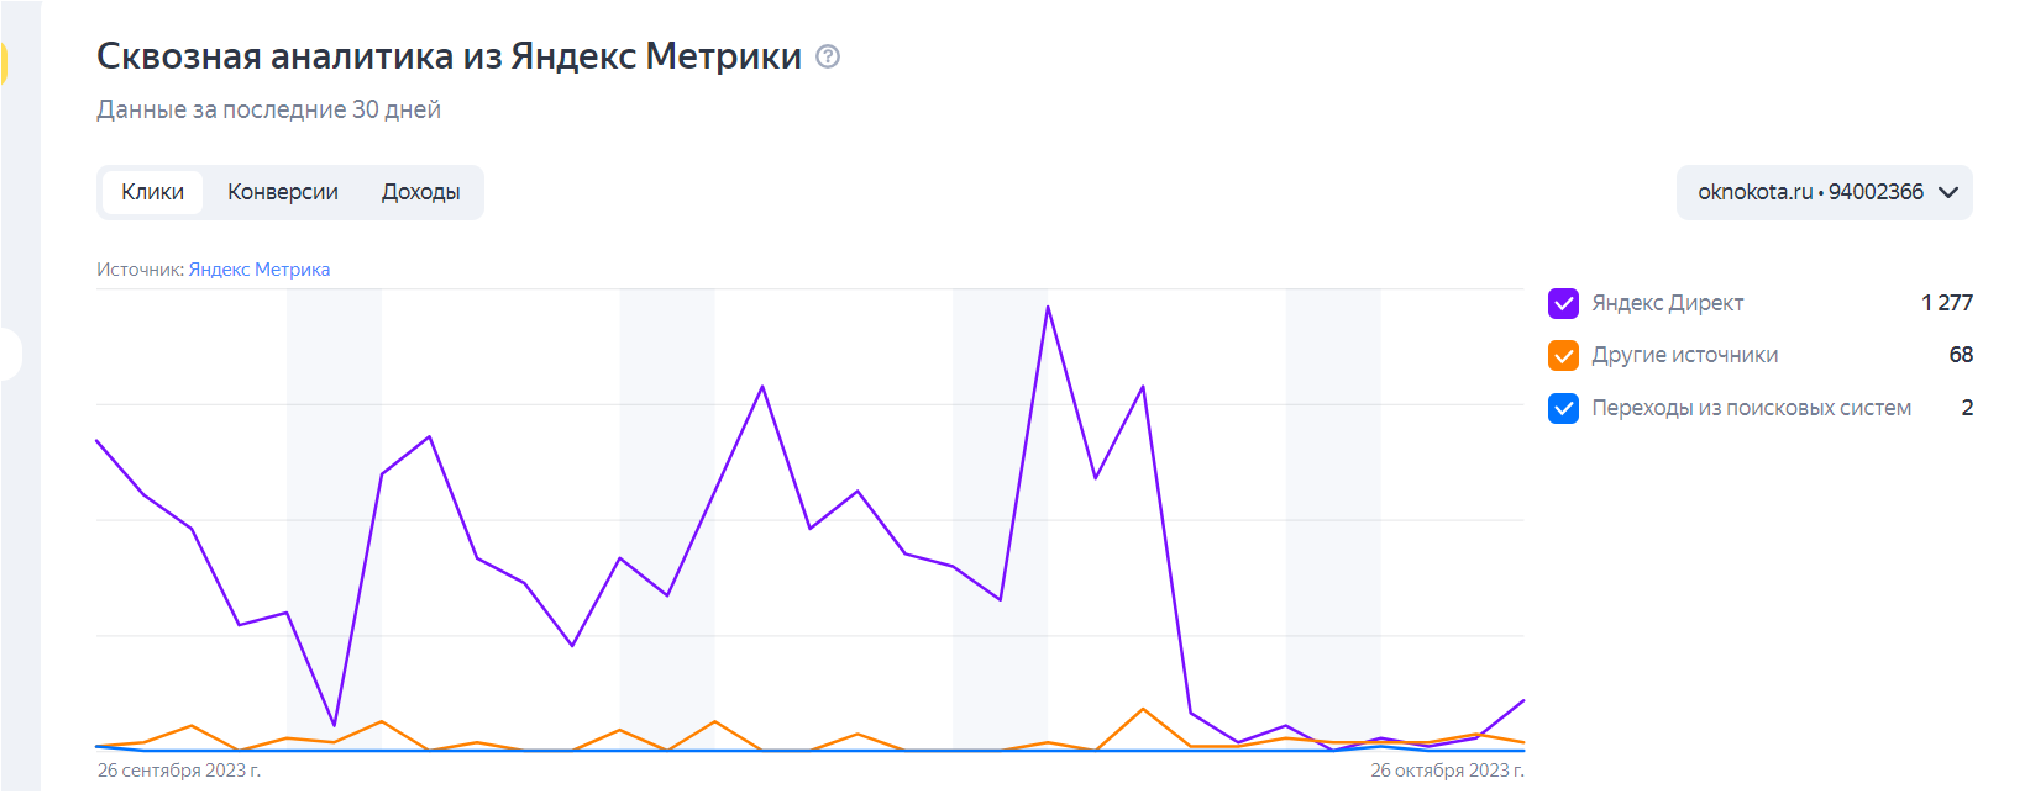 Сквозная аналитика из Яндекс Метрики ?
Данные за последние 30 дней
Клики Конверсии Доходы
oknokota.ru • 94002366
Источник: Яндекс Метрика
Яндекс Директ 1 277
Другие источники 68
Переходы из поисковых систем 2
26 сентября 2023 г. 26 октября 2023 г.